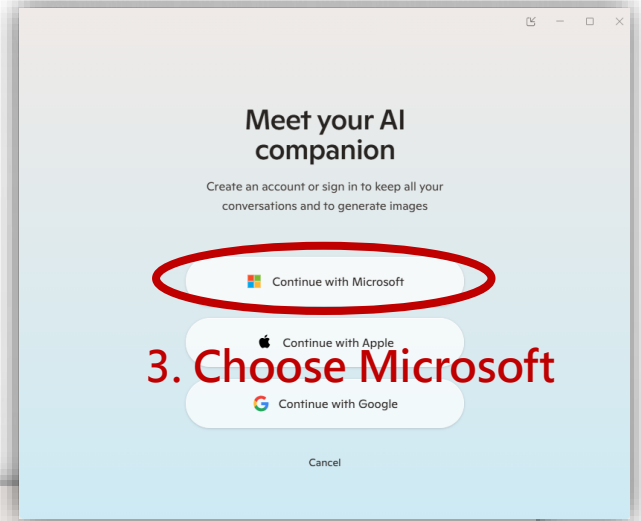 Meet your AI
companion
Create an account or sign in to keep all your
conversations and to generate images
Continue with Microsoft
Continue with Apple
3. Choose Microsoft
Continue with Google
Cancel